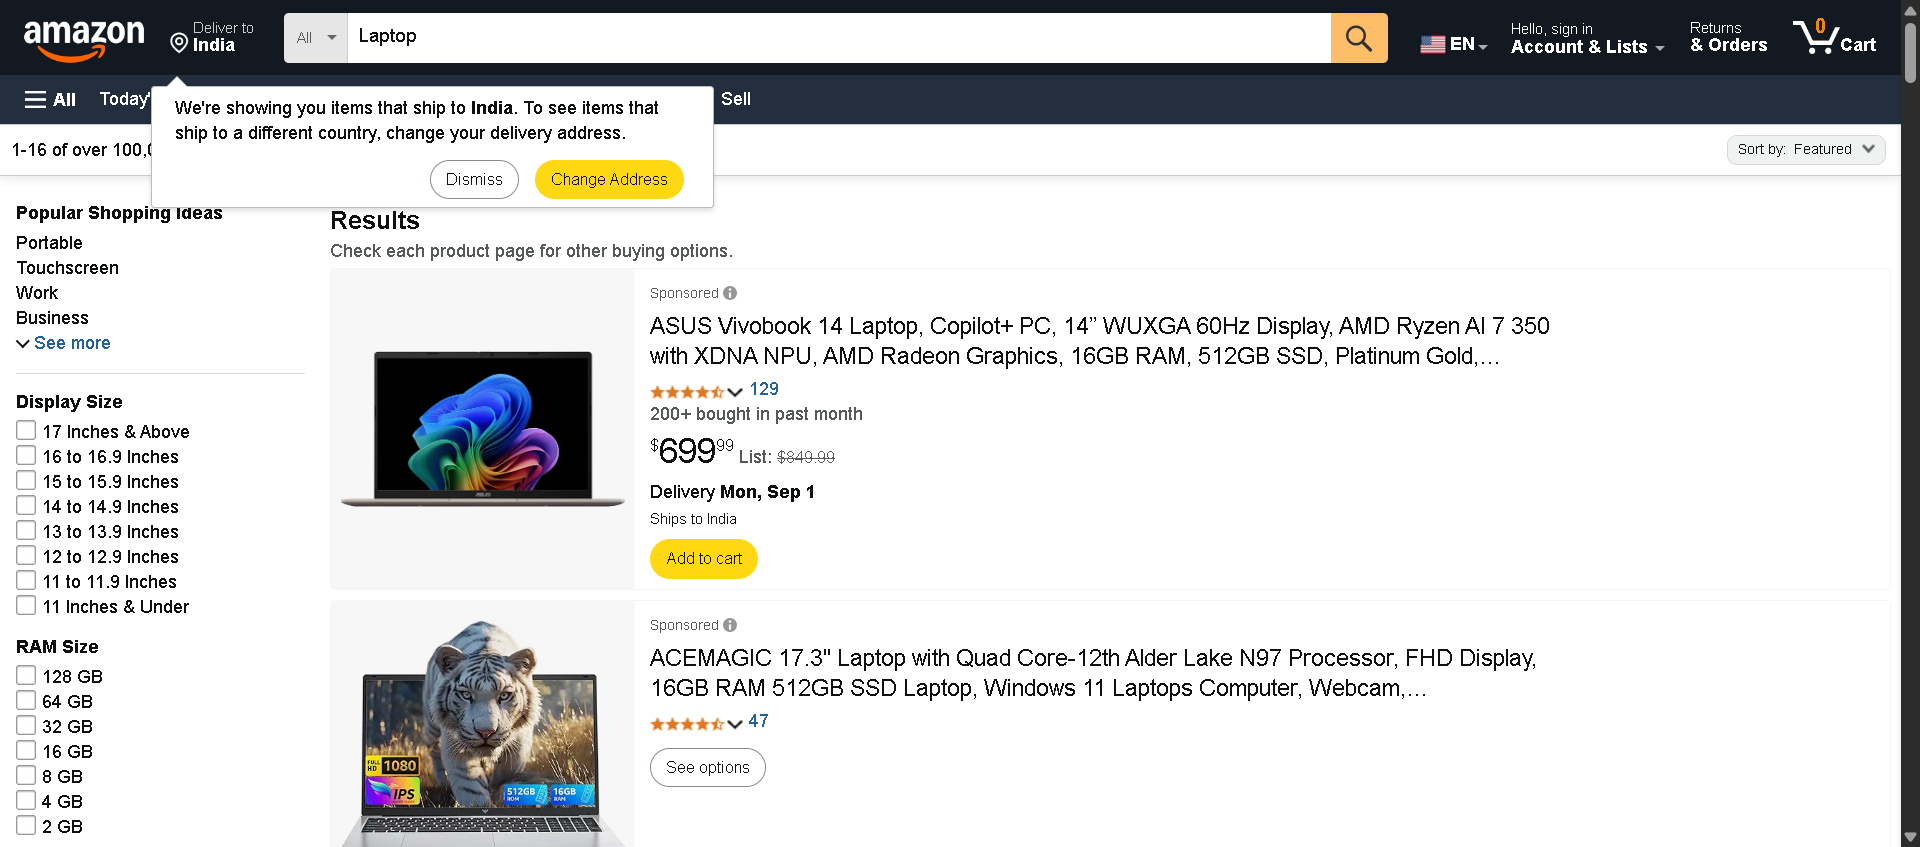 amazon
Deliver to
India
All
Laptop
EN
Hello, sign in
Account & Lists
Returns
& Orders
0
Cart
All
Today'
Sell
We're showing you items that ship to India. To see items that
ship to a different country, change your delivery address.
Dismiss
Change Address
1-16 of over 100,0
Sort by: Featured
Popular Shopping Ideas
Portable
Touchscreen
Work
Business
See more
Display Size
17 Inches & Above
16 to 16.9 Inches
15 to 15.9 Inches
14 to 14.9 Inches
13 to 13.9 Inches
12 to 12.9 Inches
11 to 11.9 Inches
11 Inches & Under
RAM Size
128 GB
64 GB
32 GB
16 GB
8 GB
4 GB
2 GB
Results
Check each product page for other buying options.
Sponsored
ASUS Vivobook 14 Laptop, Copilot+ PC, 14” WUXGA 60Hz Display, AMD Ryzen AI 7 350
with XDNA NPU, AMD Radeon Graphics, 16GB RAM, 512GB SSD, Platinum Gold,…
129
200+ bought in past month
$699.99 List: $849.99
Delivery Mon, Sep 1
Ships to India
Add to cart
Sponsored
ACEMAGIC 17.3" Laptop with Quad Core-12th Alder Lake N97 Processor, FHD Display,
16GB RAM 512GB SSD Laptop, Windows 11 Laptops Computer, Webcam,…
47
See options
FULL HD 1080
IPS
512GB ROM
16GB RAM